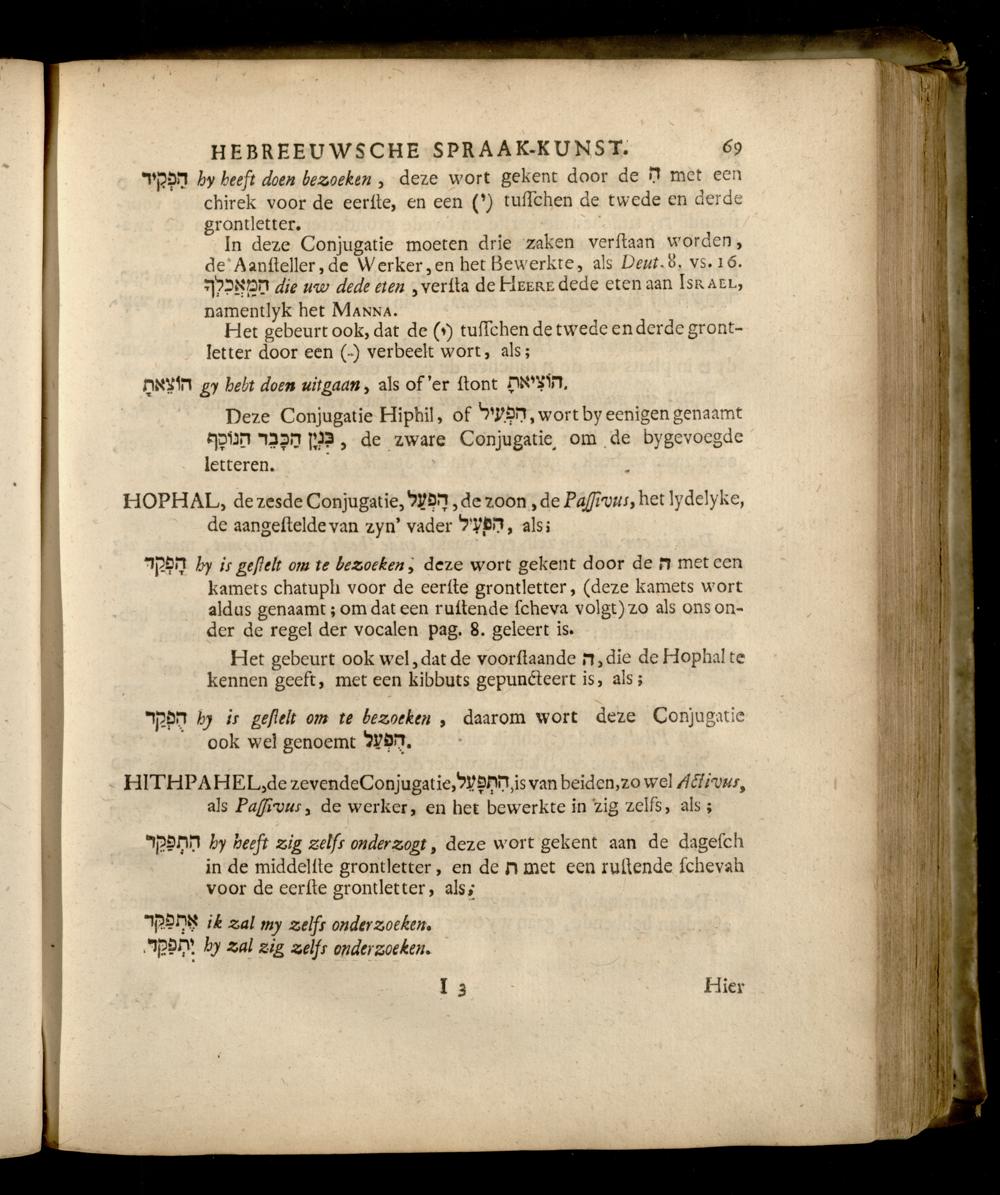 HEBREEUWSCHE SPRAAK-KUNST. 69
הִפְקִיד hy heeft doen bezoeken, deze wort gekent door de הִ met een
chirek voor de eerſte, en een (י) tuſſchen de twede en derde
grontletter.
In deze Conjugatie moeten drie zaken verſtaan worden,
de Aanſteller, de Werker, en het Bewerkte, als Deut. 8. vs. 16.
הַמַּאֲכִלְךָ die uw dede eten, verſta de HEERE dede eten aan ISRAEL,
namentlyk het MANNA.
Het gebeurt ook, dat de (י) tuſſchen de twede en derde gront-
letter door een (..) verbeelt wort, als;
הוֹצֵאתָ gy hebt doen uitgaan, als of 'er ſtont הוֹצִיאתָ.
Deze Conjugatie Hiphil, of הִפְעִיל, wort by eenigen genaamt
בִּנְיָן הַכָּבֵד הַנּוֹסָף, de zware Conjugatie om de bygevoegde
letteren.
HOPHAL, de zesde Conjugatie, הָפְעַל, de zoon, de Paſſivus, het lydelyke,
de aangeſtelde van zyn' vader הִפְעִיל, als;
הָפְקַד hy is geſtelt om te bezoeken; deze wort gekent door de ה met een
kamets chatuph voor de eerſte grontletter, (deze kamets wort
aldus genaamt; om dat een ruſtende ſcheva volgt) zo als ons on-
der de regel der vocalen pag. 8. geleert is.
Het gebeurt ook wel, dat de voorſtaande ה, die de Hophal te
kennen geeft, met een kibbuts gepuncteert is, als;
הֻפְקַד hy is geſtelt om te bezoeken, daarom wort deze Conjugatie
ook wel genoemt הֻפְעַל.
HITHPAHEL, de zevende Conjugatie, הִתְפָּעֵל, is van beiden, zo wel Activus,
als Paſſivus, de werker, en het bewerkte in zig zelfs, als;
הִתְפַּקֵּד hy heeft zig zelfs onderzogt, deze wort gekent aan de dageſch
in de middelſte grontletter, en de ת met een ruſtende ſchevah
voor de eerſte grontletter, als;
אֶתְפַּקֵּד ik zal my zelfs onderzoeken.
יִתְפַּקֵּד hy zal zig zelfs onderzoeken.
I 3 Hier